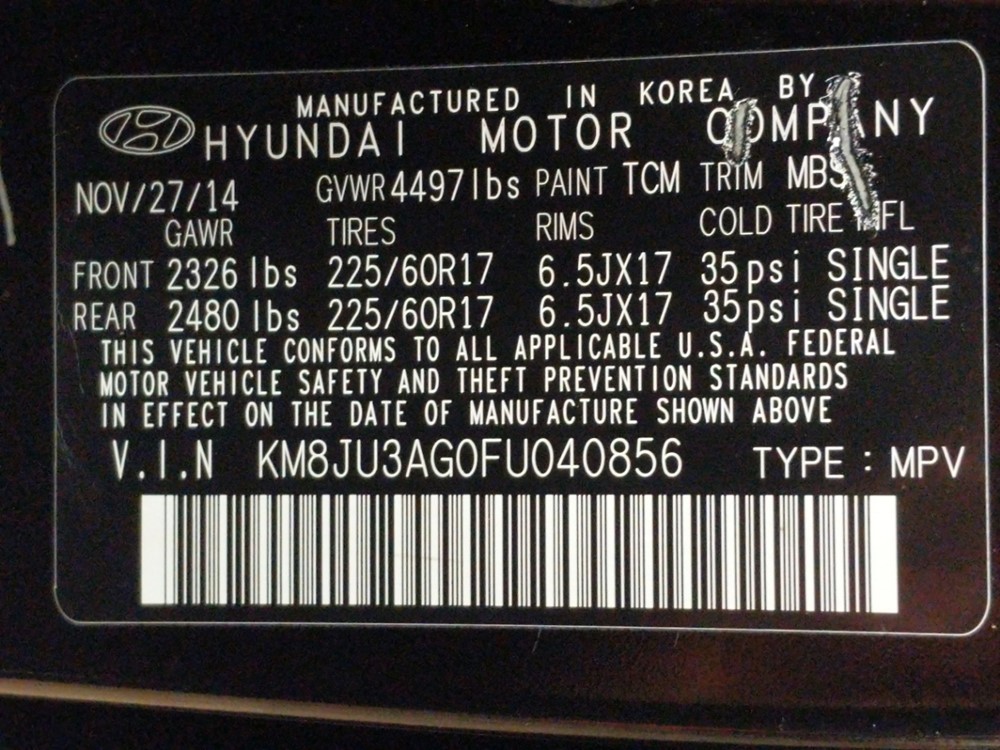 MANUFACTURED IN KOREA BY
HYUNDAI MOTOR COMPANY
NOV/27/14 GVWR 4497lbs PAINT TCM TRIM MBS
GAWR TIRES RIMS COLD TIRE INFL
FRONT 2326 lbs 225/60R17 6.5JX17 35psi SINGLE
REAR 2480 lbs 225/60R17 6.5JX17 35psi SINGLE
THIS VEHICLE CONFORMS TO ALL APPLICABLE U.S.A. FEDERAL
MOTOR VEHICLE SAFETY AND THEFT PREVENTION STANDARDS
IN EFFECT ON THE DATE OF MANUFACTURE SHOWN ABOVE
V.I.N KM8JU3AG0FU040856 TYPE : MPV